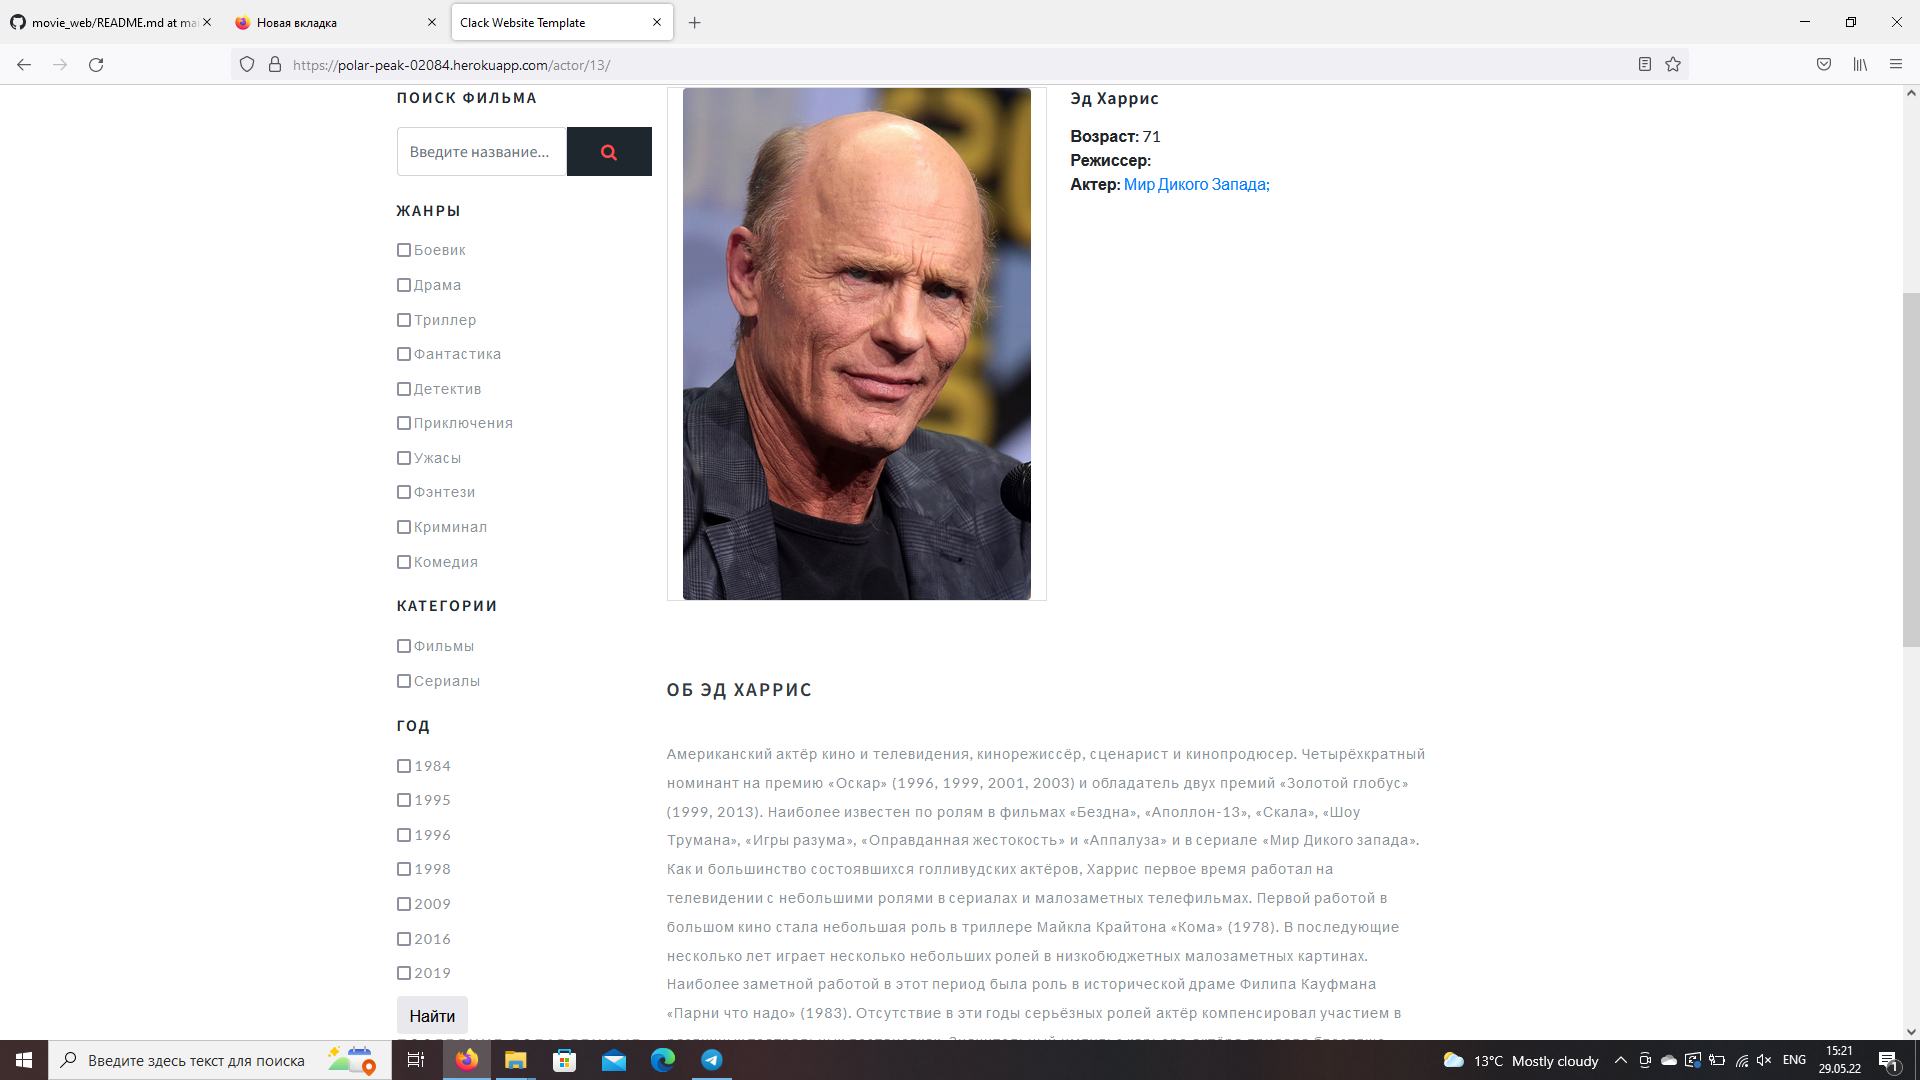 movie_web/README.md at mai
Новая вкладка
Clack Website Template
https://polar-peak-02084.herokuapp.com/actor/13/
ПОИСК ФИЛЬМА
Введите название...
ЖАНРЫ
Боевик
Драма
Триллер
Фантастика
Детектив
Приключения
Ужасы
Фэнтези
Криминал
Комедия
КАТЕГОРИИ
Фильмы
Сериалы
ГОД
1984
1995
1996
1998
2009
2016
2019
Найти
Эд Харрис
Возраст: 71
Режиссер:
Актер: Мир Дикого Запада;
ОБ ЭД ХАРРИС
Американский актёр кино и телевидения, кинорежиссёр, сценарист и кинопродюсер. Четырёхкратный
номинант на премию «Оскар» (1996, 1999, 2001, 2003) и обладатель двух премий «Золотой глобус»
(1999, 2013). Наиболее известен по ролям в фильмах «Бездна», «Аполлон-13», «Скала», «Шоу
Трумана», «Игры разума», «Оправданная жестокость» и «Аппалуза» и в сериале «Мир Дикого запада».
Как и большинство состоявшихся голливудских актёров, Харрис первое время работал на
телевидении с небольшими ролями в сериалах и малозаметных телефильмах. Первой работой в
большом кино стала небольшая роль в триллере Майкла Крайтона «Кома» (1978). В последующие
несколько лет играет несколько небольших ролей в низкобюджетных малозаметных картинах.
Наиболее заметной работой в этот период была роль в исторической драме Филипа Кауфмана
«Парни что надо» (1983). Отсутствие в эти годы серьёзных ролей актёр компенсировал участием в
Введите здесь текст для поиска
13°C Mostly cloudy
ENG
15:21
29.05.22
1